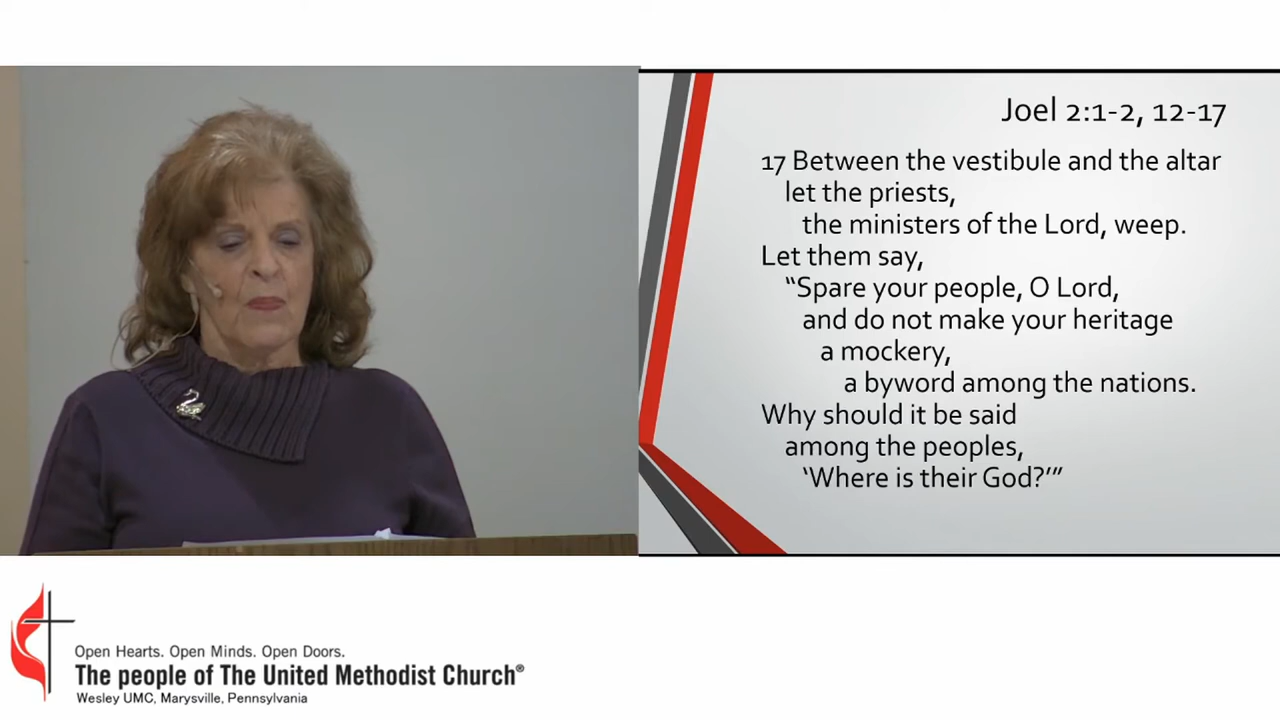 Joel 2:1-2, 12-17
17 Between the vestibule and the altar
let the priests,
the ministers of the Lord, weep.
Let them say,
“Spare your people, O Lord,
and do not make your heritage
a mockery,
a byword among the nations.
Why should it be said
among the peoples,
‘Where is their God?’”
Open Hearts. Open Minds. Open Doors.
The people of The United Methodist Church®
Wesley UMC, Marysville, Pennsylvania